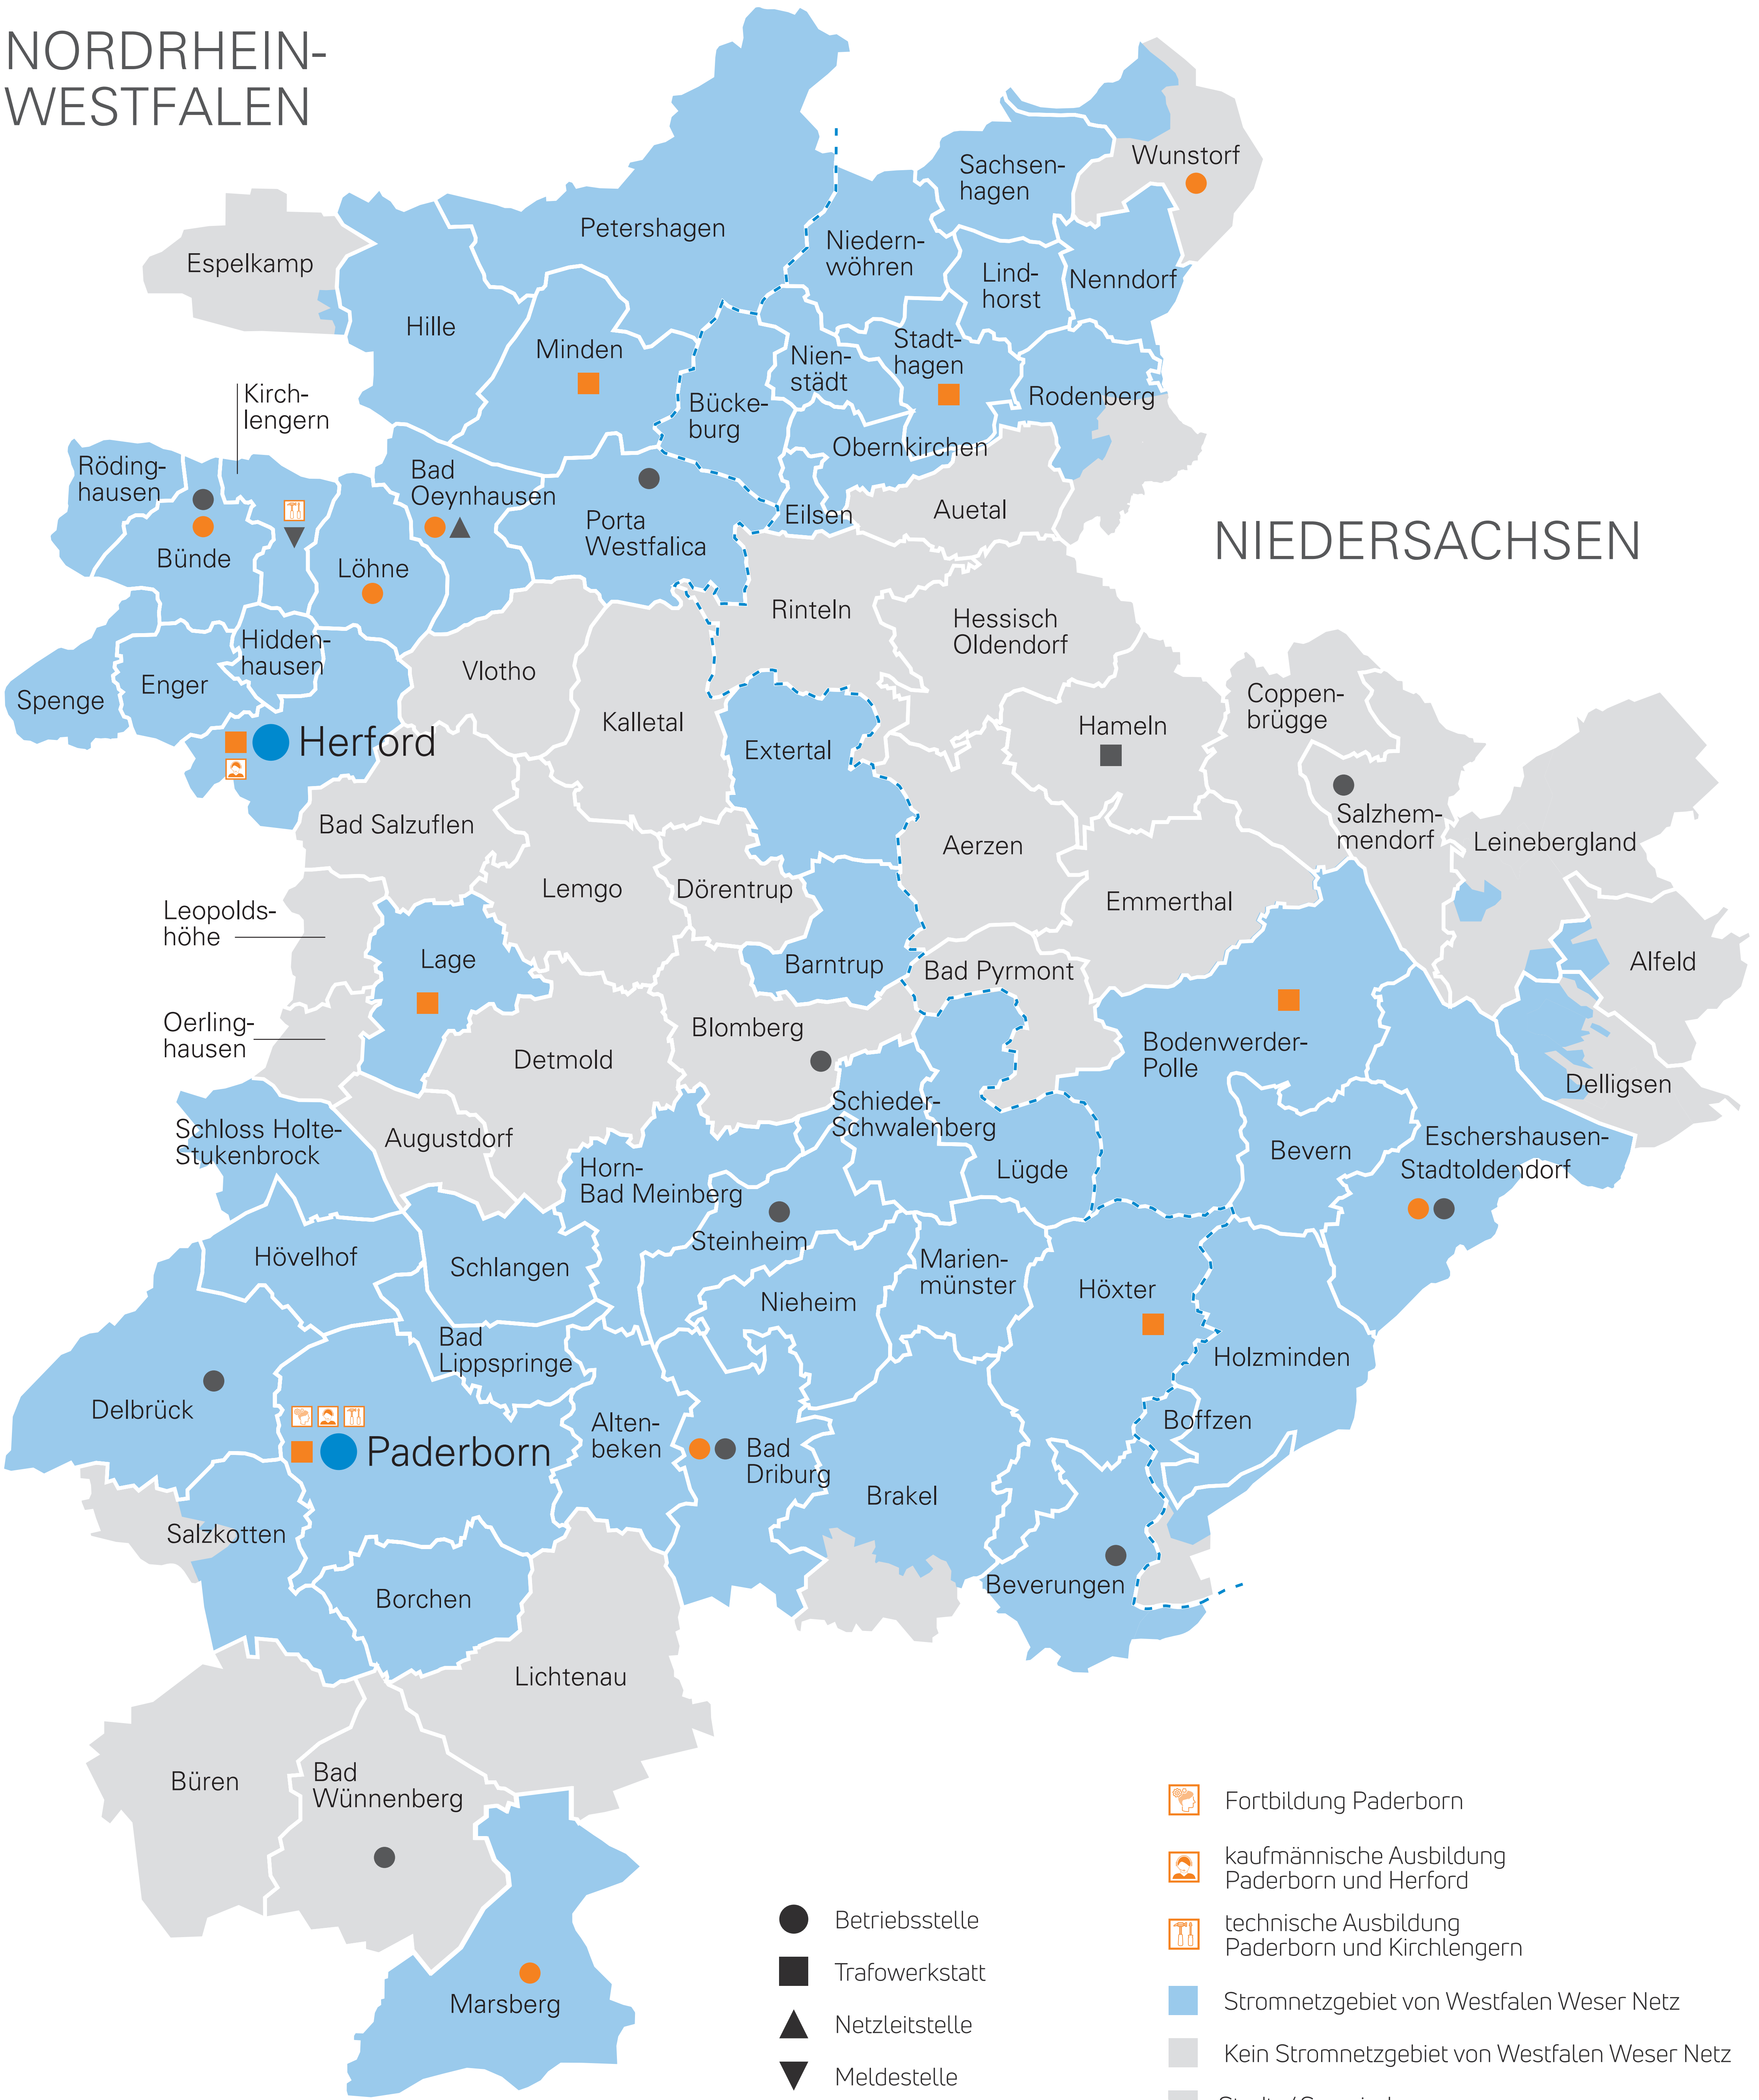 NORDRHEIN-
WESTFALEN
NIEDERSACHSEN
Wunstorf
Sachsen-
hagen
Petershagen
Niedern-
wöhren
Espelkamp
Lind-
horst
Nenndorf
Hille
Minden
Stadt-
hagen
Nien-
städt
Rodenberg
Kirch-
lengern
Bücke-
burg
Obernkirchen
Röding-
hausen
Bad
Oeynhausen
Porta
Westfalica
Eilsen
Auetal
Bünde
Löhne
Rinteln
Hessisch
Oldendorf
Hidden-
hausen
Vlotho
Enger
Spenge
Kalletal
Coppen-
brügge
Hameln
Herford
Extertal
Bad Salzuflen
Salzhem-
mendorf
Leinebergland
Aerzen
Lemgo
Dörentrup
Emmerthal
Leopolds-
höhe
Lage
Barntrup
Bad Pyrmont
Alfeld
Oerling-
hausen
Blomberg
Detmold
Bodenwerder-
Polle
Delligsen
Schieder-
Schwalenberg
Schloss Holte-
Stukenbrock
Augustdorf
Eschershausen-
Stadtoldendorf
Bevern
Horn-
Bad Meinberg
Lügde
Steinheim
Hövelhof
Schlangen
Marien-
münster
Höxter
Nieheim
Bad
Lippspringe
Holzminden
Delbrück
Alten-
beken
Boffzen
Paderborn
Bad
Driburg
Brakel
Salzkotten
Borchen
Beverungen
Lichtenau
Büren
Bad
Wünnenberg
Marsberg
Betriebsstelle
Trafowerkstatt
Netzleitstelle
Meldestelle
Fortbildung Paderborn
kaufmännische Ausbildung
Paderborn und Herford
technische Ausbildung
Paderborn und Kirchlengern
Stromnetzgebiet von Westfalen Weser Netz
Kein Stromnetzgebiet von Westfalen Weser Netz